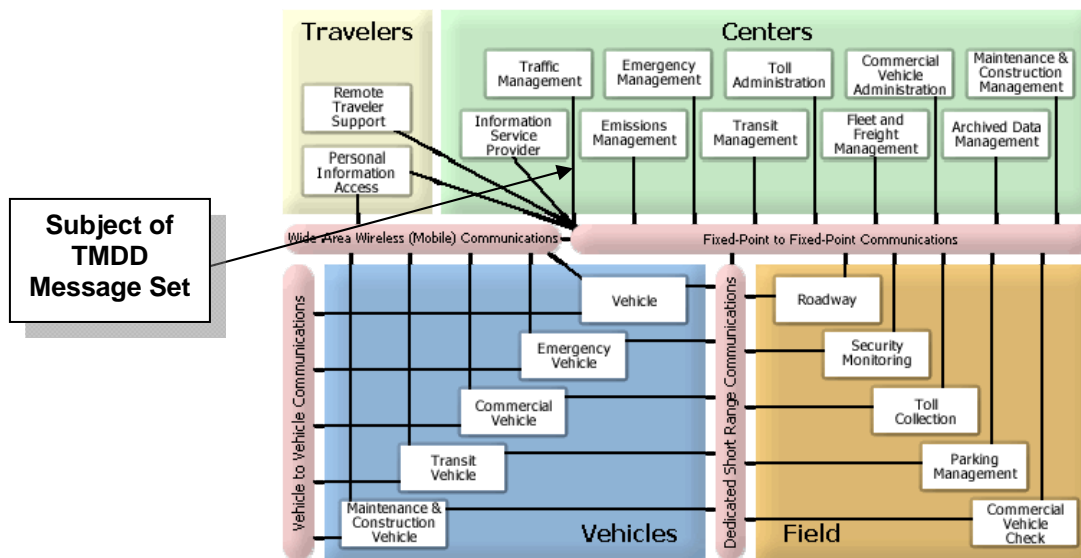 Travelers
Remote
Traveler
Support
Personal
Information
Access
Centers
Traffic
Management
Emergency
Management
Toll
Administration
Commercial
Vehicle
Administration
Maintenance &
Construction
Management
Information
Service
Provider
Emissions
Management
Transit
Management
Fleet and
Freight
Management
Archived Data
Management
Subject of
TMDD
Message Set
Wide Area Wireless (Mobile) Communications
Fixed-Point to Fixed-Point Communications
Vehicle to Vehicle Communications
Vehicle
Emergency
Vehicle
Commercial
Vehicle
Transit
Vehicle
Maintenance &
Construction
Vehicle
Vehicles
Dedicated Short Range Communications
Roadway
Security
Monitoring
Toll
Collection
Parking
Management
Commercial
Vehicle
Check
Field